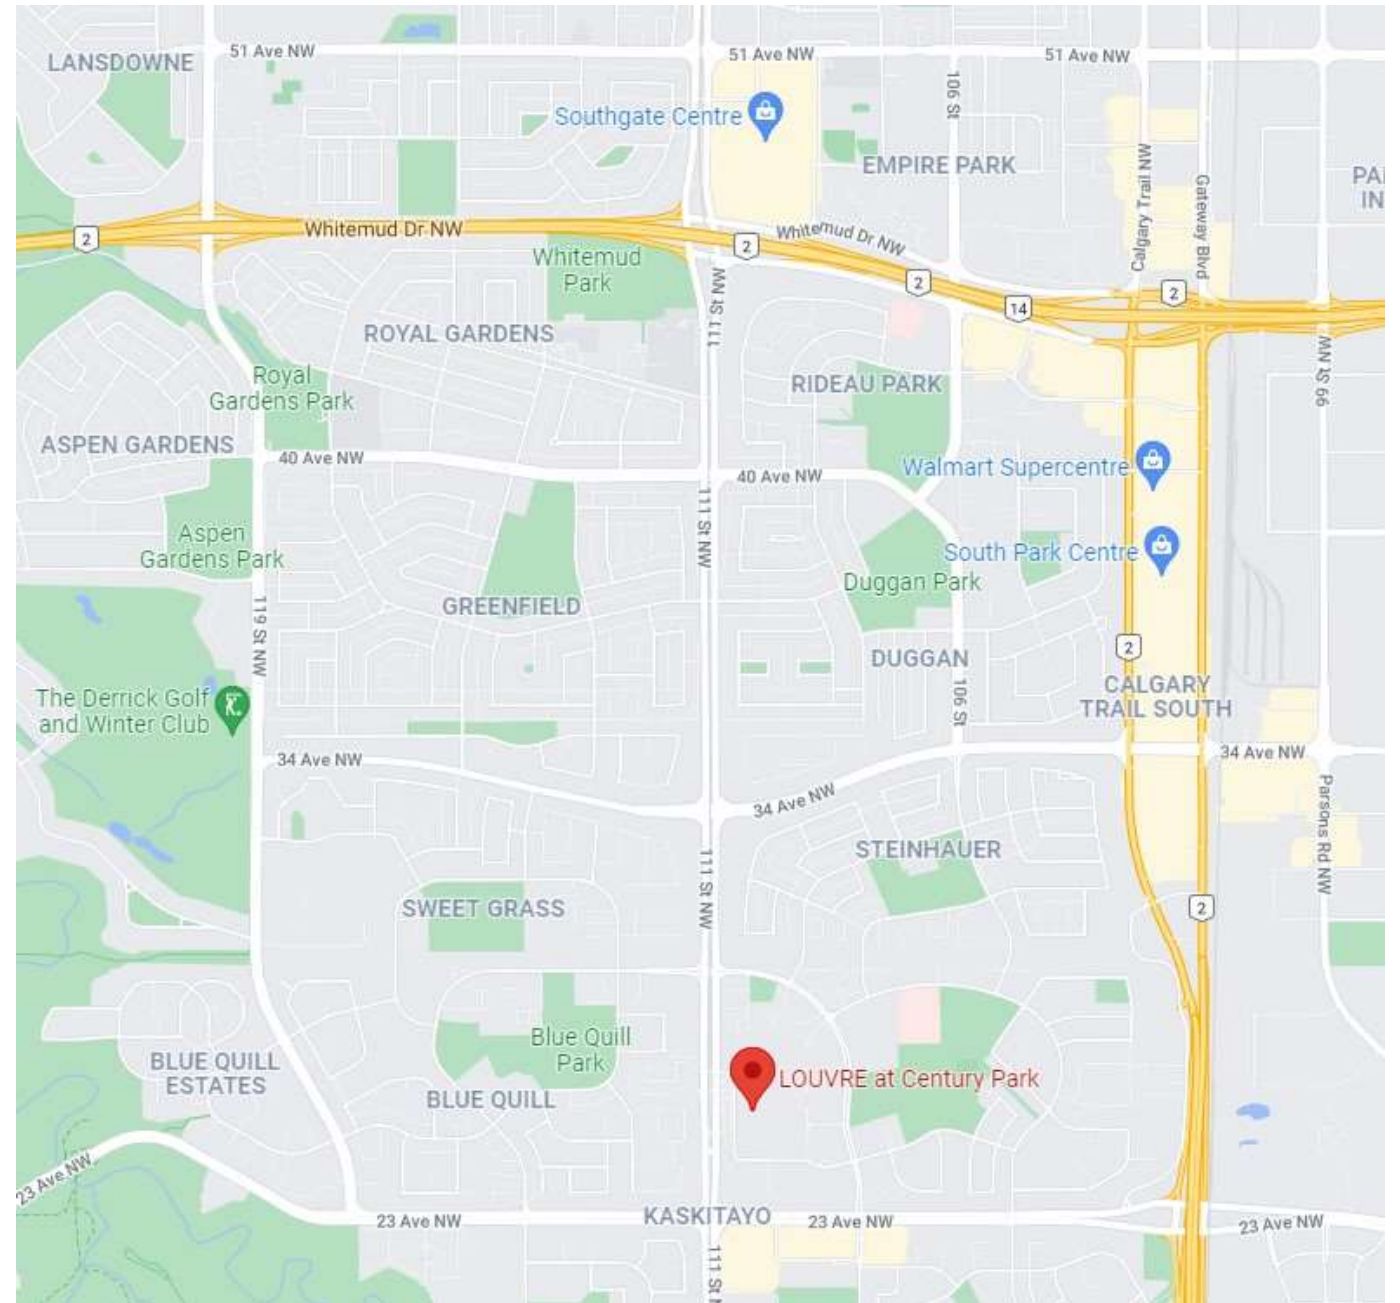 51 Ave NW
51 Ave NW
51 Ave NW
LANSDOWNE
106 St
Southgate Centre
EMPIRE PARK
Calgary Trail NW
Gateway Blvd
PA
IN
Whitemud Dr NW
Whitemud Dr NW
2
2
2
2
14
Whitemud
Park
111 St NW
ROYAL GARDENS
99 St NW
Royal
Gardens Park
RIDEAU PARK
ASPEN GARDENS
40 Ave NW
40 Ave NW
Walmart Supercentre
111 St NW
Aspen
Gardens Park
South Park Centre
Duggan Park
GREENFIELD
119 St NW
2
DUGGAN
106 St
CALGARY
TRAIL SOUTH
The Derrick Golf
and Winter Club
34 Ave NW
34 Ave NW
34 Ave NW
Parsons Rd NW
STEINHAUER
111 St NW
SWEET GRASS
2
Blue Quill
Park
BLUE QUILL
ESTATES
LOUVRE at Century Park
BLUE QUILL
23 Ave NW
23 Ave NW
KASKITAYO
23 Ave NW
23 Ave NW
111 St N